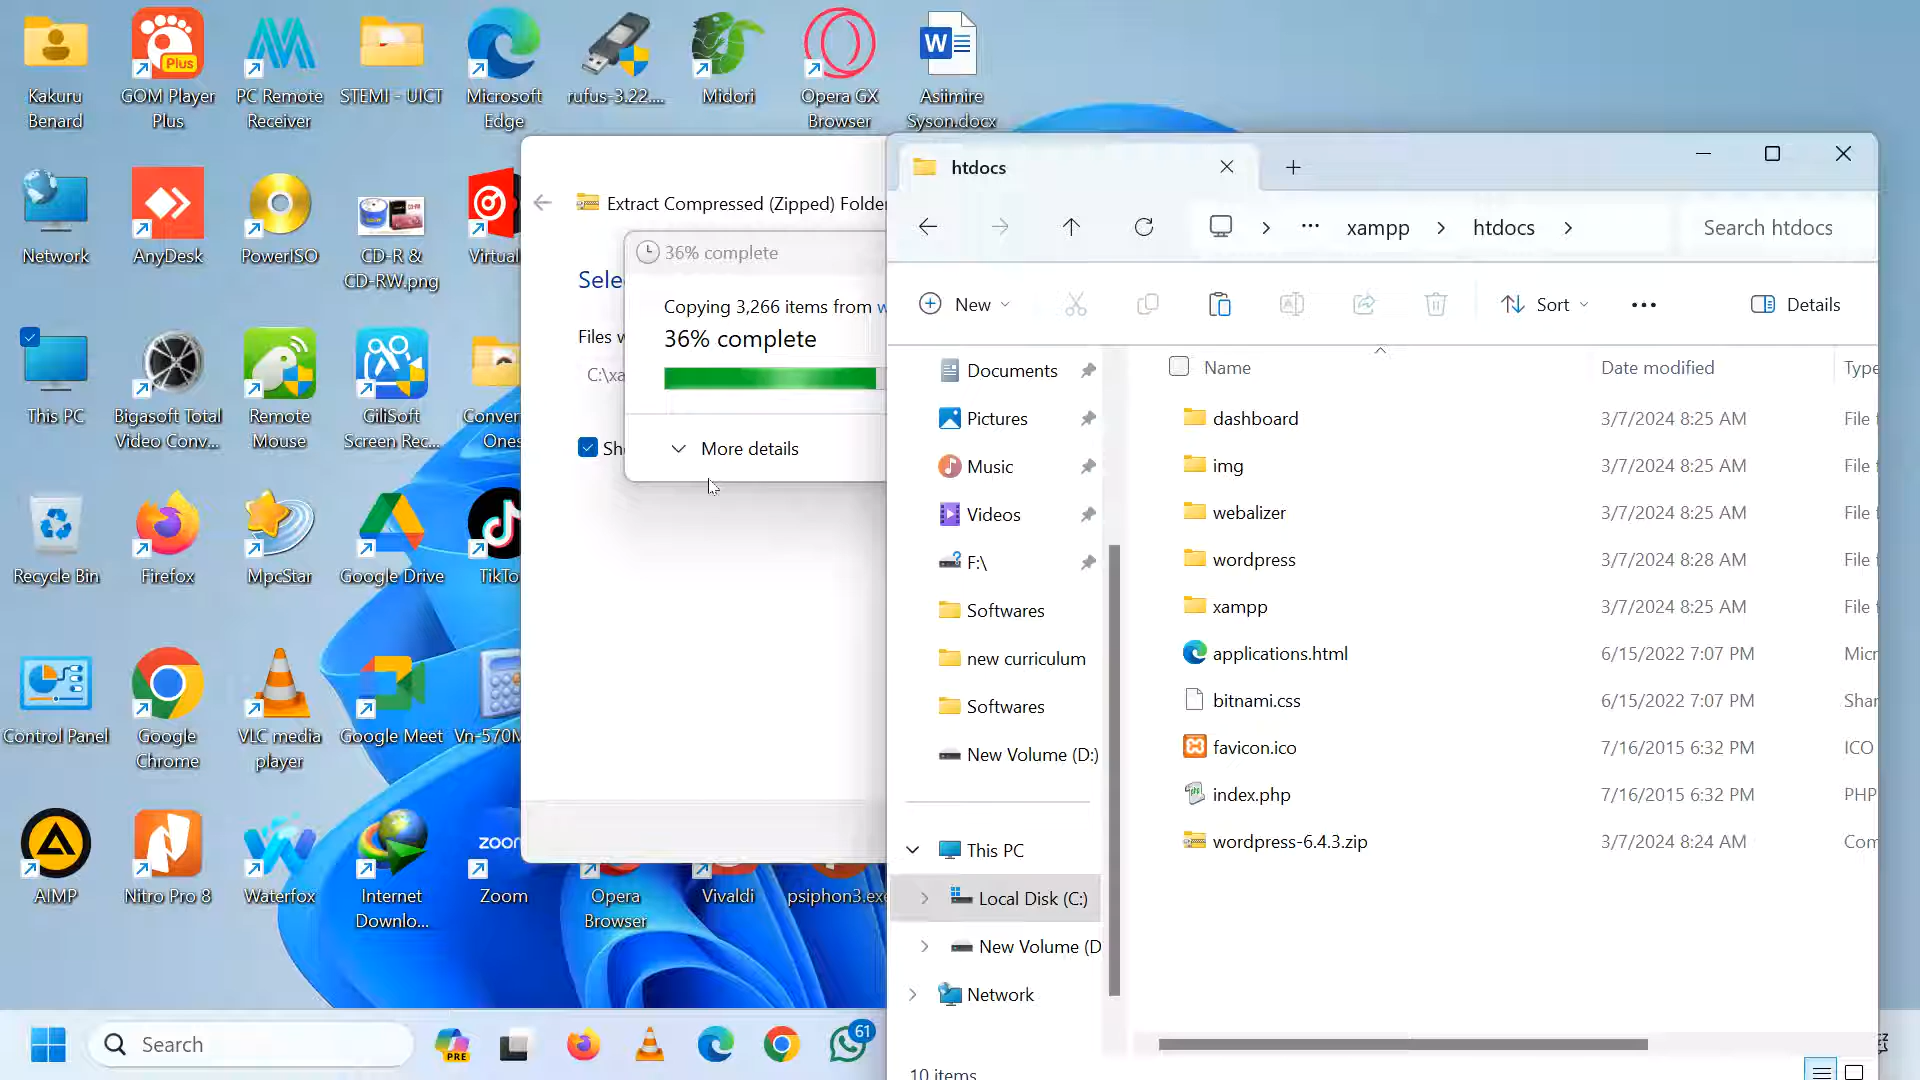 Kakuru
Benard
GOM Player
Plus
PC Remote
Receiver
STEMI - UICT
Microsoft
Edge
rufus-3.22....
Midori
Opera GX
Browser
Asiimire
Syson.docx
Network
AnyDesk
PowerISO
CD-R &
CD-RW.png
Virtual
This PC
Bigasoft Total
Video Conv...
Remote
Mouse
GiliSoft
Screen Rec...
Conver
Ones
Recycle Bin
Firefox
MpcStar
Google Drive
TikTo
Control Panel
Google
Chrome
VLC media
player
Google Meet
Vn-570M
AIMP
Nitro Pro 8
Waterfox
Internet
Downlo...
zoom
Zoom
Opera
Browser
Vivaldi
psiphon3.exe
Extract Compressed (Zipped) Folde
Sele
Files w
C:\xa
Sh
36% complete
Copying 3,266 items from w
36% complete
More details
htdocs
xampp
htdocs
Search htdocs
New
Sort
Details
Documents
Pictures
Music
Videos
F:\
Softwares
new curriculum
Softwares
New Volume (D:)
This PC
Local Disk (C:)
New Volume (D
Network
Name Date modified Type
dashboard 3/7/2024 8:25 AM File f
img 3/7/2024 8:25 AM File f
webalizer 3/7/2024 8:25 AM File f
wordpress 3/7/2024 8:28 AM File f
xampp 3/7/2024 8:25 AM File f
applications.html 6/15/2022 7:07 PM Micr
bitnami.css 6/15/2022 7:07 PM Shar
favicon.ico 7/16/2015 6:32 PM ICO
index.php 7/16/2015 6:32 PM PHP
wordpress-6.4.3.zip 3/7/2024 8:24 AM Com
10 items
Search
PRE
61